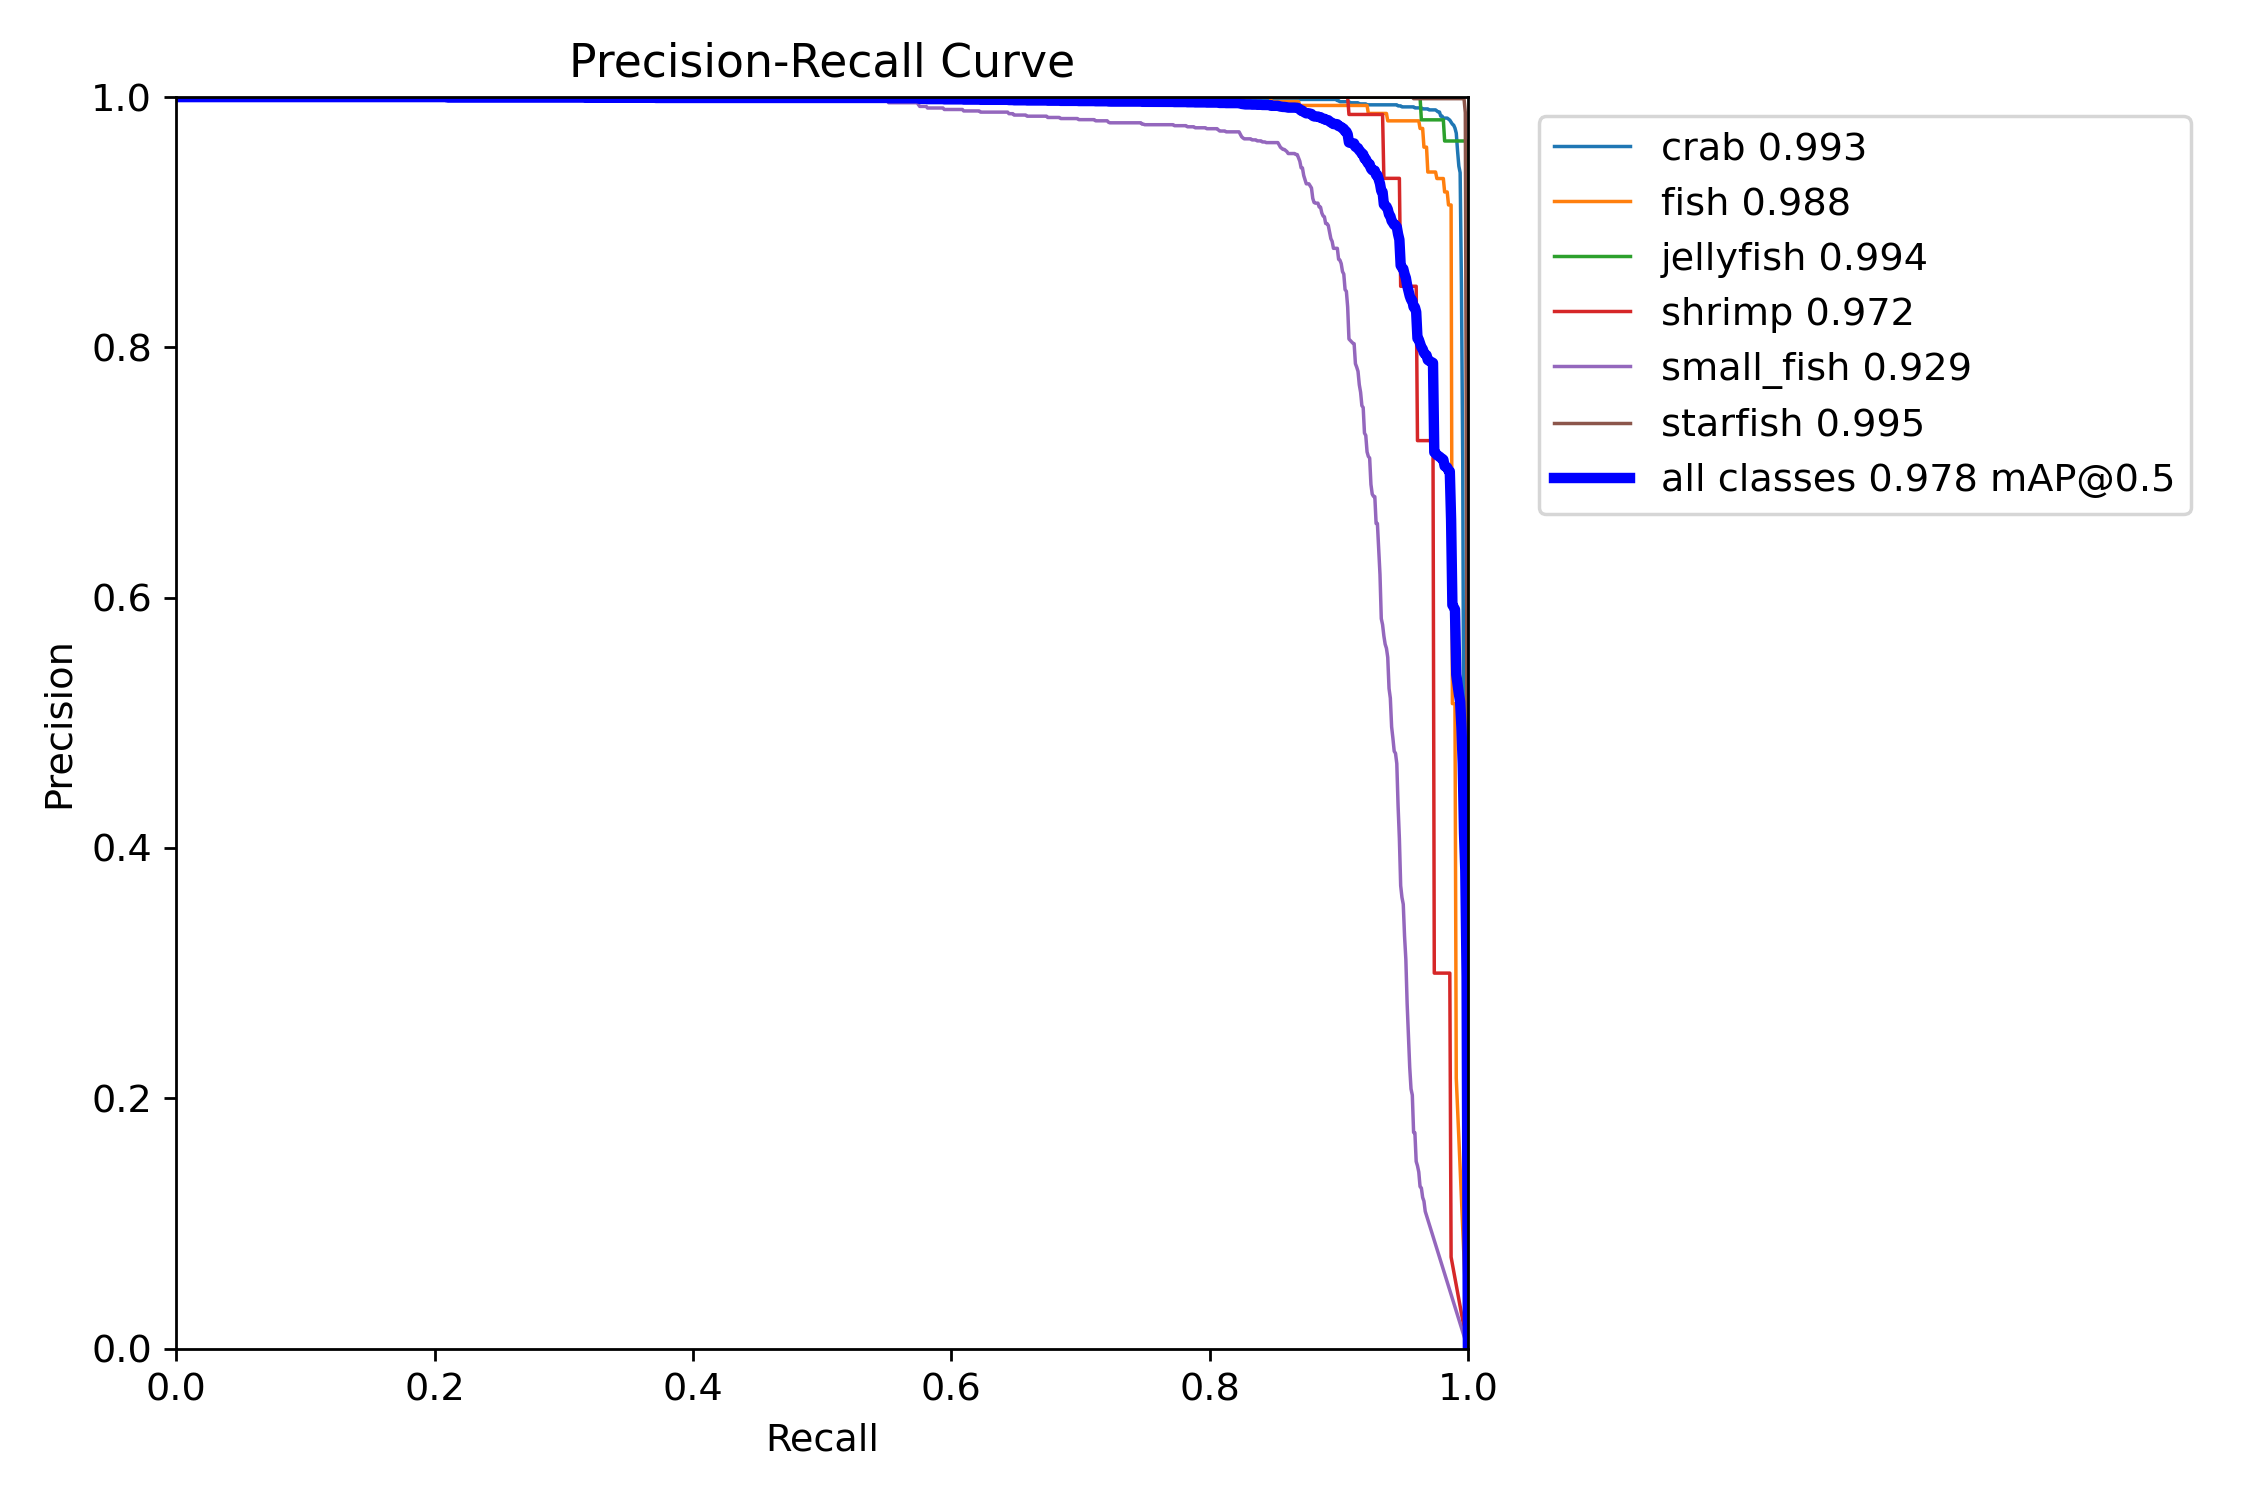 Precision-Recall Curve
1.0
0.8
0.6
0.4
0.2
0.0
Precision
0.0 0.2 0.4 0.6 0.8 1.0
Recall
crab 0.993
fish 0.988
jellyfish 0.994
shrimp 0.972
small_fish 0.929
starfish 0.995
all classes 0.978 mAP@0.5